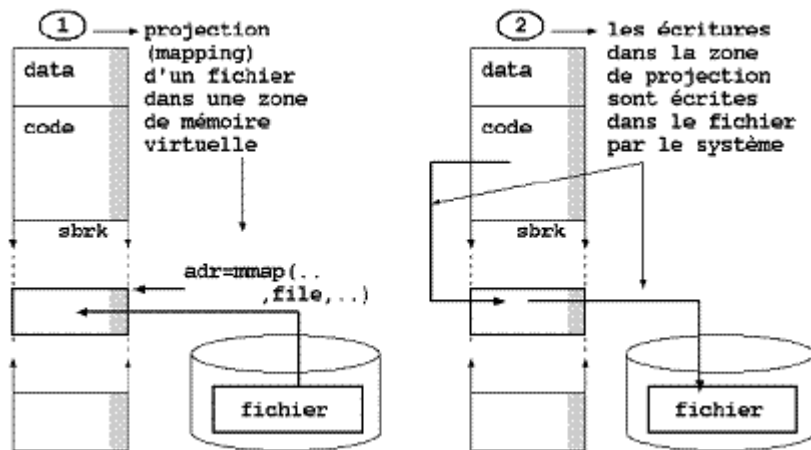 1
projection
(mapping)
d'un fichier
dans une zone
de mémoire
virtuelle
data
code
sbrk
adr=mmap(..
,file,..)
fichier
2
les écritures
dans la zone
de projection
sont écrites
dans le fichier
par le système
data
code
sbrk
fichier